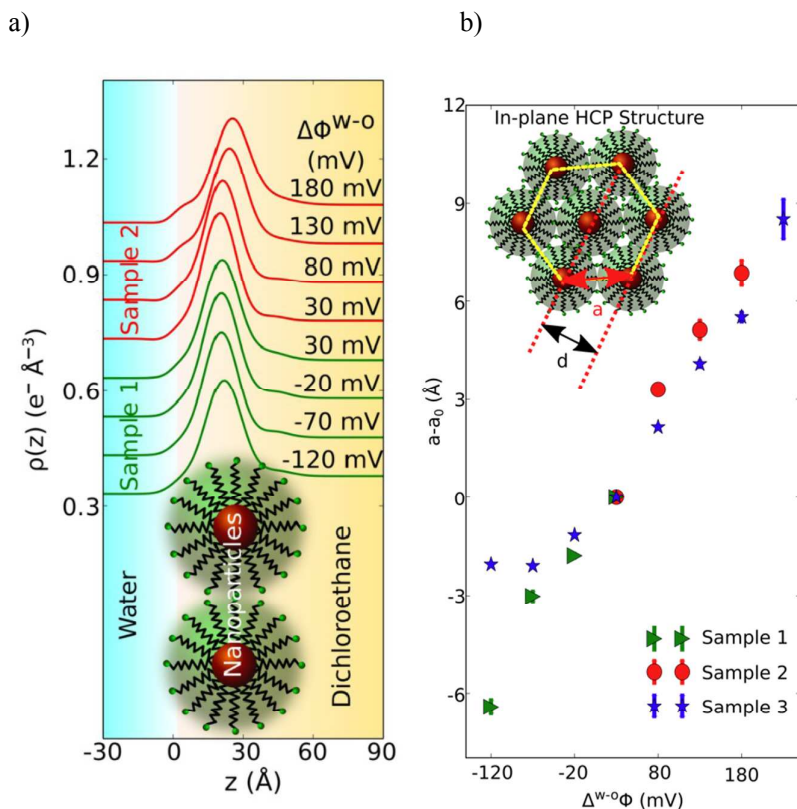 a)
b)
ΔΦ^w-o
(mV)
180 mV
130 mV
80 mV
30 mV
30 mV
-20 mV
-70 mV
-120 mV
Sample 2
Sample 1
1.2
0.9
0.6
0.3
ρ(z) (e⁻ Å⁻³)
Water
Nanoparticles
Dichloroethane
-30 0 30 60 90
z (Å)
In-plane HCP Structure
a
d
12
9
6
3
0
-3
-6
a-a₀ (Å)
Sample 1
Sample 2
Sample 3
-120 -20 80 180
Δ^w-oΦ (mV)